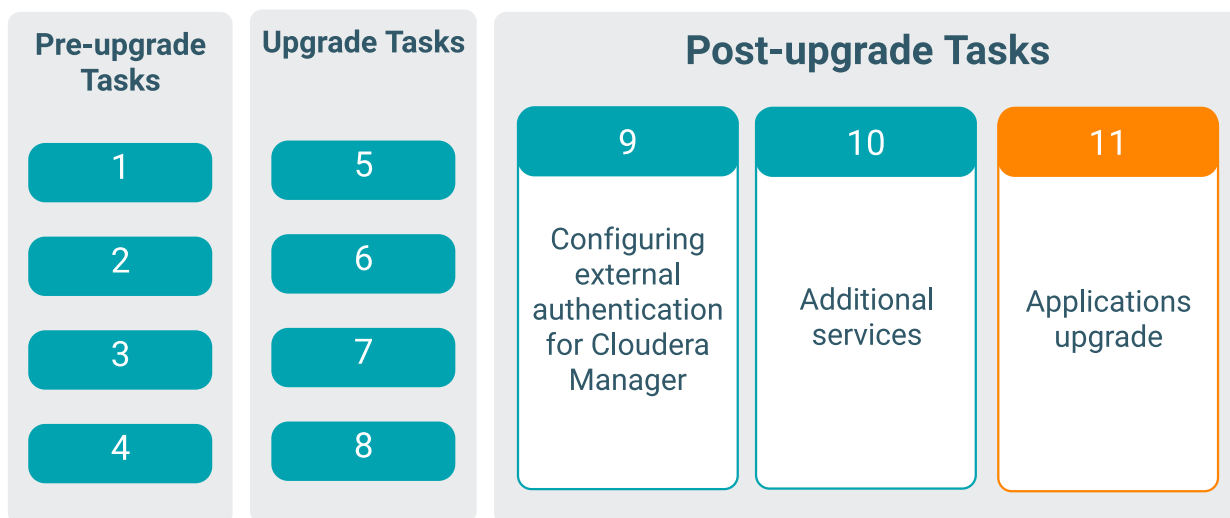 Pre-upgrade
Tasks
1
2
3
4
Upgrade Tasks
5
6
7
8
Post-upgrade Tasks
9
Configuring
external
authentication
for Cloudera
Manager
10
Additional
services
11
Applications
upgrade